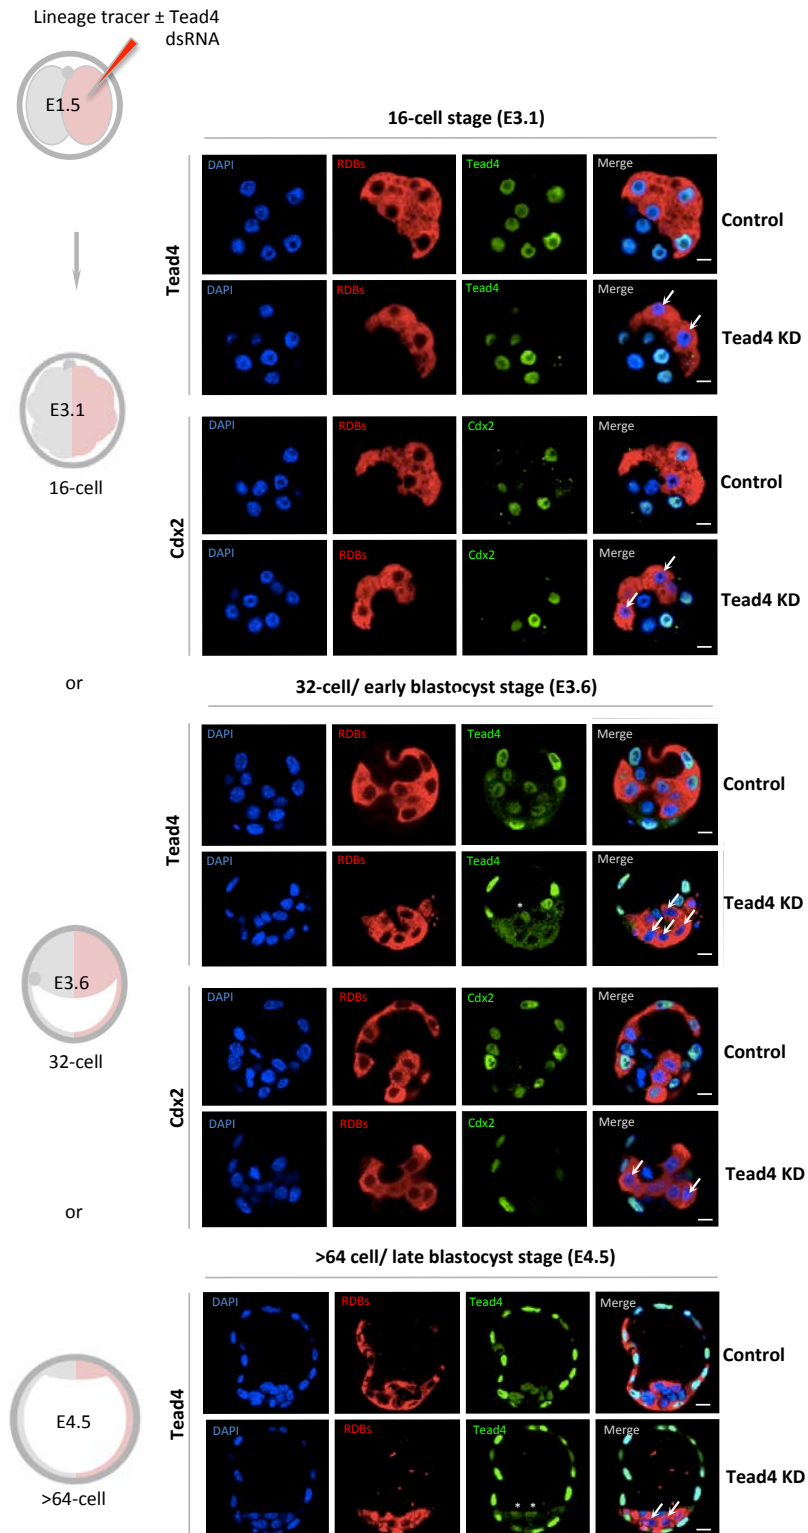 Lineage tracer ± Tead4
dsRNA
E1.5
16-cell stage (E3.1)
Tead4
DAPI
RDBs
Tead4
Merge
Control
DAPI
RDBs
Tead4
Merge
Tead4 KD
E3.1
16-cell
Cdx2
DAPI
RDBs
Cdx2
Merge
Control
DAPI
RDBs
Cdx2
Merge
Tead4 KD
or
32-cell/ early blastocyst stage (E3.6)
Tead4
DAPI
RDBs
Tead4
Merge
Control
DAPI
RDBs
Tead4
*
Merge
Tead4 KD
E3.6
32-cell
Cdx2
DAPI
RDBs
Cdx2
Merge
Control
DAPI
RDBs
Cdx2
Merge
Tead4 KD
or
>64 cell/ late blastocyst stage (E4.5)
Tead4
DAPI
RDBs
Tead4
Merge
Control
DAPI
RDBs
Tead4
* *
Merge
Tead4 KD
E4.5
>64-cell